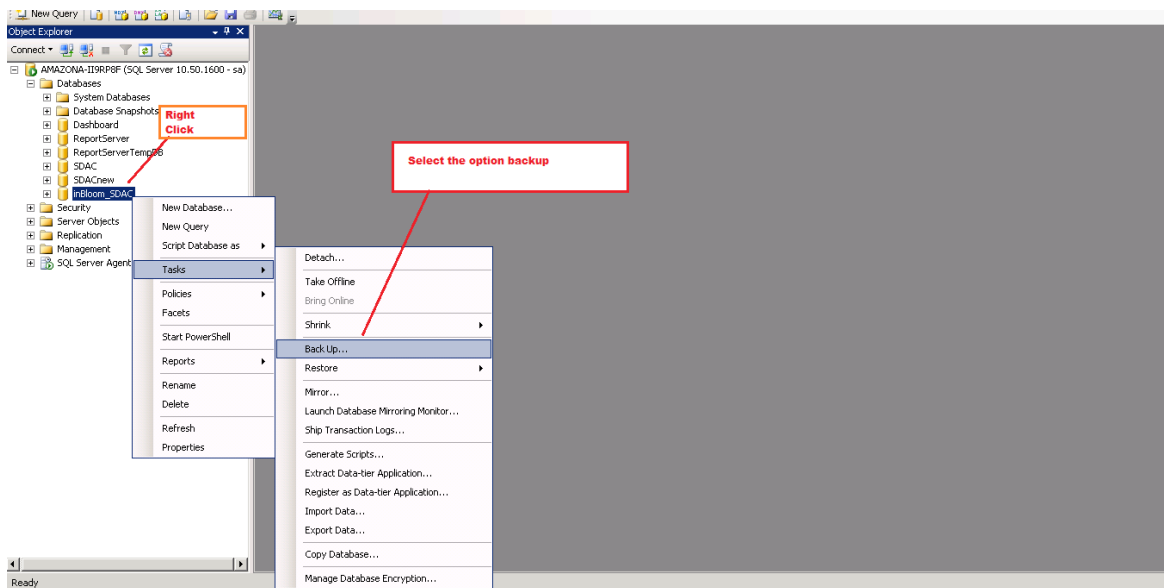 New Query
Object Explorer
Connect
AMAZONA-II9RP8F (SQL Server 10.50.1600 - sa)
Databases
System Databases
Database Snapshots
Dashboard
ReportServer
ReportServerTempDB
SDAC
SDACnew
inBloom_SDAC
Security
Server Objects
Replication
Management
SQL Server Agent
Right
Click
Select the option backup
New Database...
New Query
Script Database as
Tasks
Policies
Facets
Start PowerShell
Reports
Rename
Delete
Refresh
Properties
Detach...
Take Offline
Bring Online
Shrink
Back Up...
Restore
Mirror...
Launch Database Mirroring Monitor...
Ship Transaction Logs...
Generate Scripts...
Extract Data-tier Application...
Register as Data-tier Application...
Import Data...
Export Data...
Copy Database...
Manage Database Encryption...
Ready